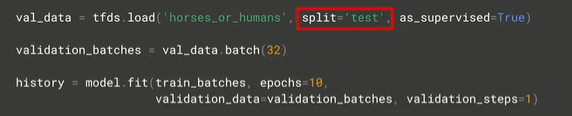 val_data = tfds.load('horses_or_humans', split='test', as_supervised=True)
validation_batches = val_data.batch(32)
history = model.fit(train_batches, epochs=10,
validation_data=validation_batches, validation_steps=1)